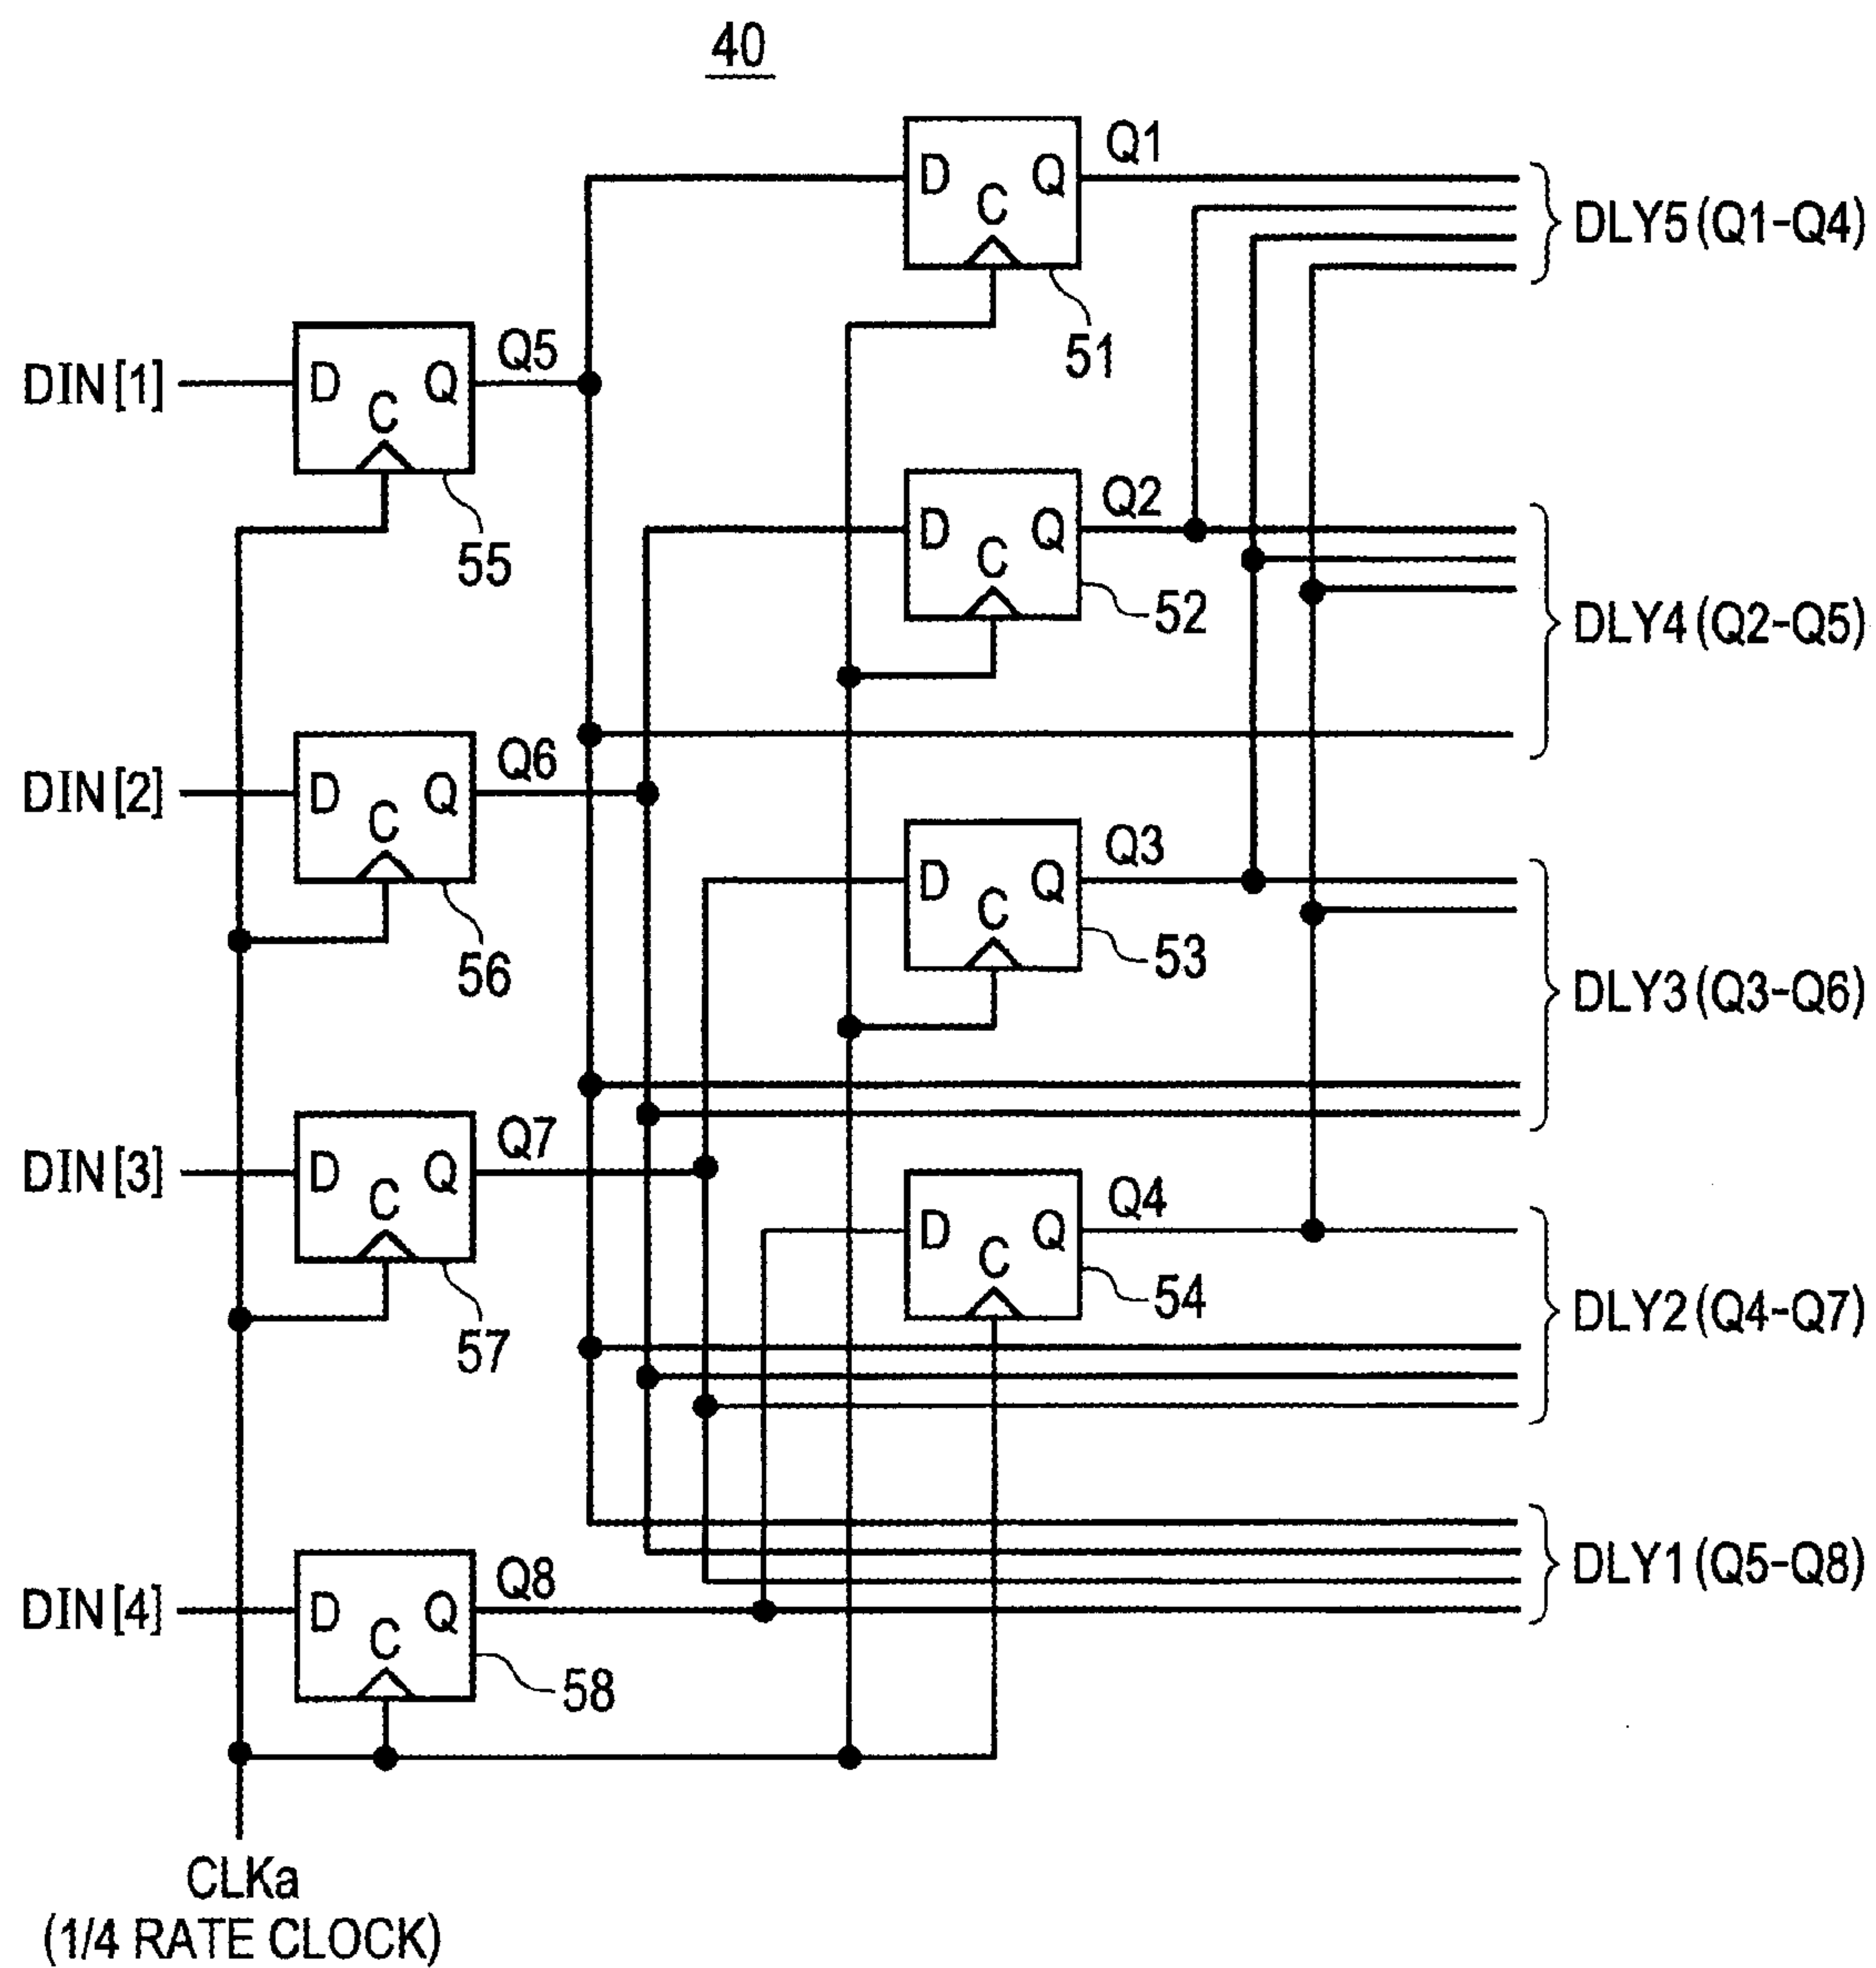 40
Q1
D C Q
DLY5 (Q1-Q4)
51
Q5
DIN [1]
D C Q
55
Q2
D C Q
52
DLY4 (Q2-Q5)
Q6
DIN [2]
D C Q
56
Q3
D C Q
53
DLY3 (Q3-Q6)
Q7
DIN [3]
D C Q
57
Q4
D C Q
54
DLY2 (Q4-Q7)
Q8
DIN [4]
D C Q
58
DLY1 (Q5-Q8)
CLKa
(1/4 RATE CLOCK)